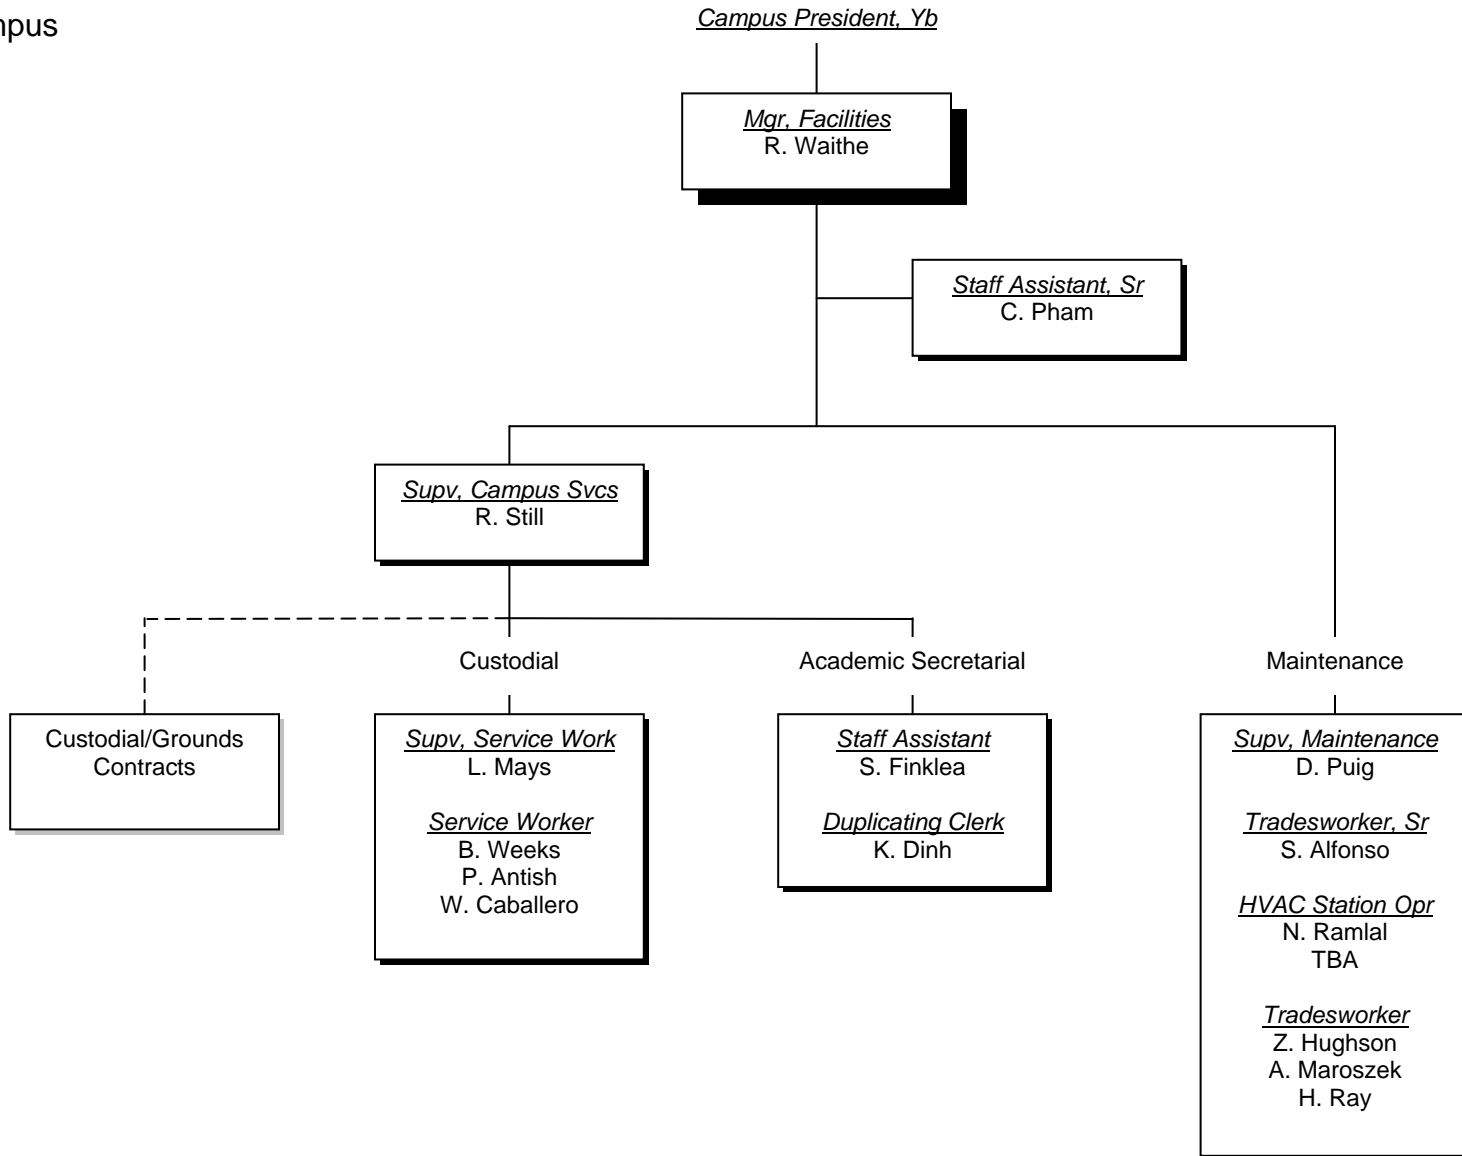 Campus President, Yb
Mgr, Facilities
R. Waithe
Staff Assistant, Sr
C. Pham
Supv, Campus Svcs
R. Still
Custodial
Academic Secretarial
Maintenance
Custodial/Grounds
Contracts
Supv, Service Work
L. Mays
Service Worker
B. Weeks
P. Antish
W. Caballero
Staff Assistant
S. Finklea
Duplicating Clerk
K. Dinh
Supv, Maintenance
D. Puig
Tradesworker, Sr
S. Alfonso
HVAC Station Opr
N. Ramlal
TBA
Tradesworker
Z. Hughson
A. Maroszek
H. Ray